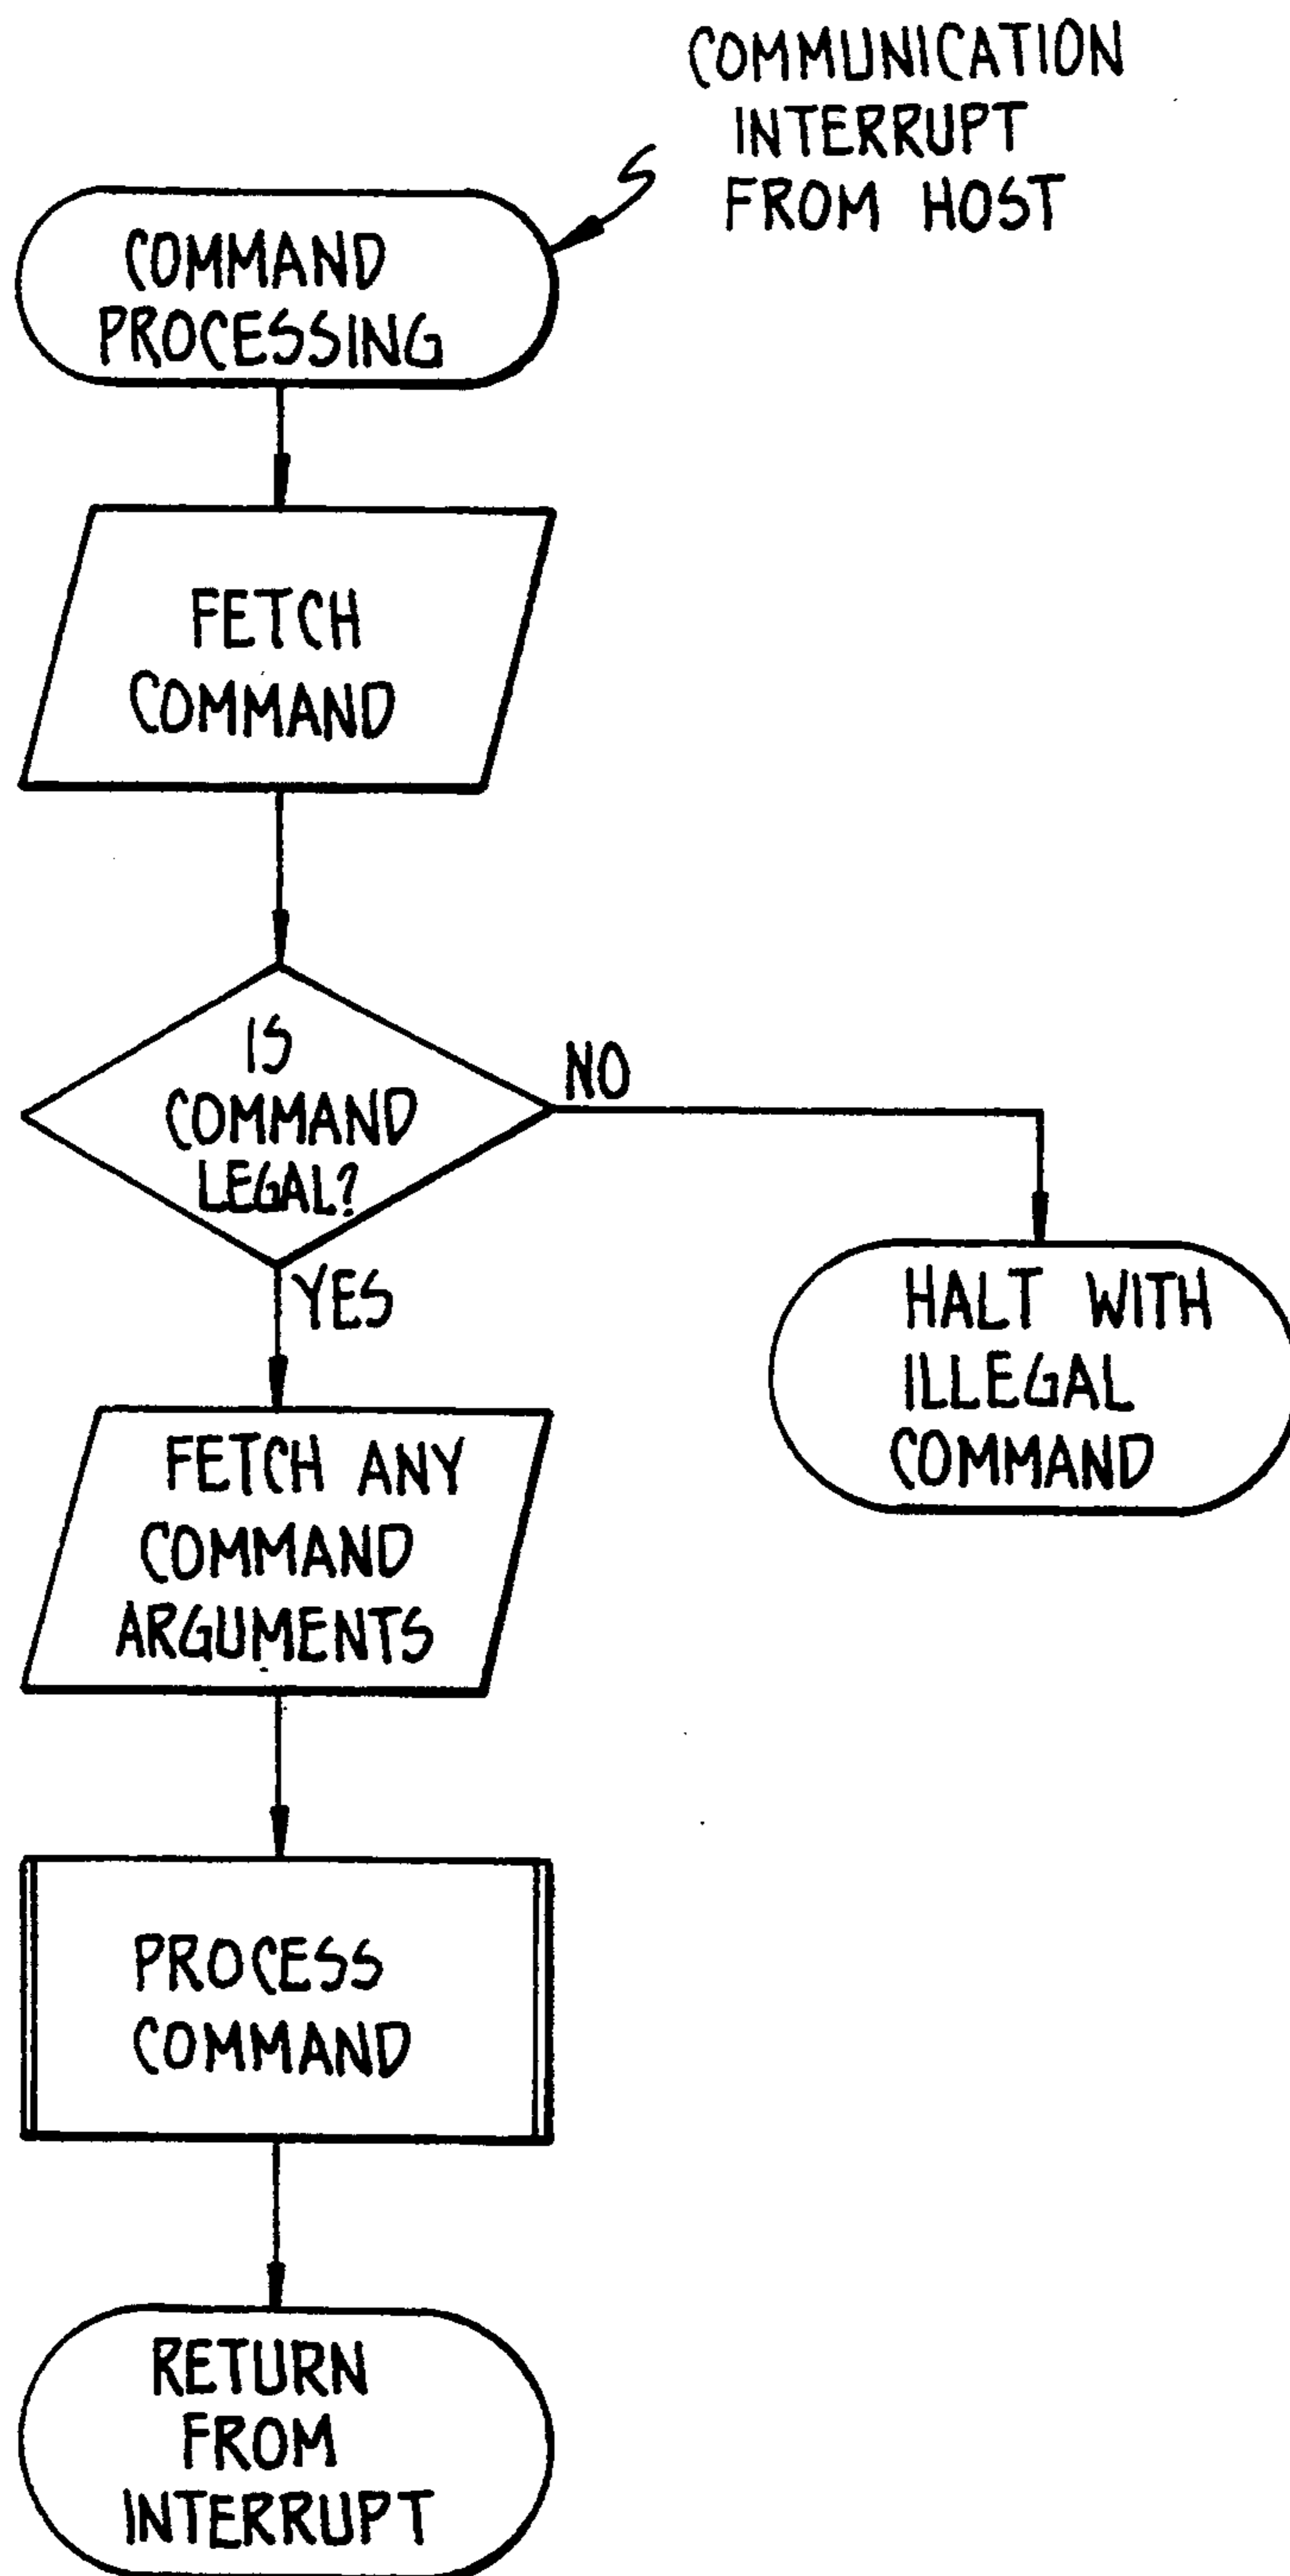 COMMUNICATION
INTERRUPT
FROM HOST
COMMAND
PROCESSING
FETCH
COMMAND
IS
COMMAND
LEGAL?
NO
YES
HALT WITH
ILLEGAL
COMMAND
FETCH ANY
COMMAND
ARGUMENTS
PROCESS
COMMAND
RETURN
FROM
INTERRUPT